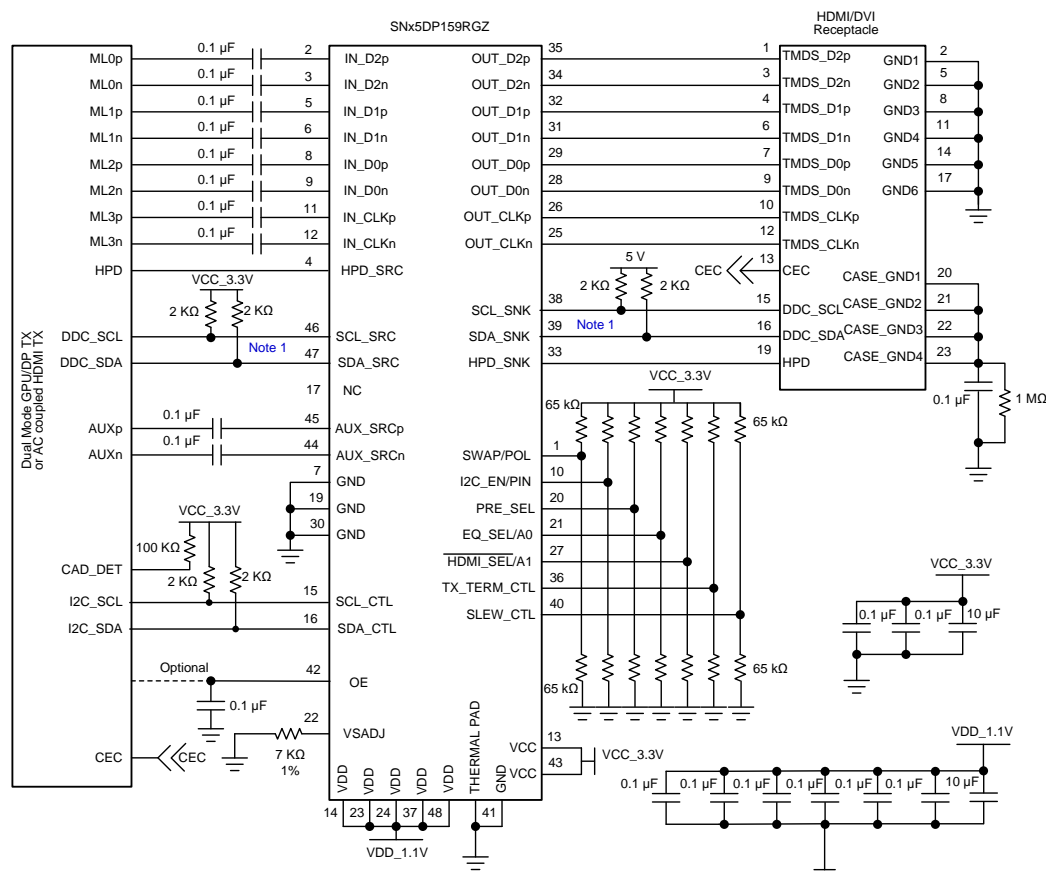 SNx5DP159RGZ
HDMI/DVI
Receptacle
Dual Mode GPU/DP TX
or AC coupled HDMI TX
ML0p 0.1 µF 2 IN_D2p OUT_D2p 35 1 TMDS_D2p GND1 2
ML0n 0.1 µF 3 IN_D2n OUT_D2n 34 3 TMDS_D2n GND2 5
ML1p 0.1 µF 5 IN_D1p OUT_D1p 32 4 TMDS_D1p GND3 8
ML1n 0.1 µF 6 IN_D1n OUT_D1n 31 6 TMDS_D1n GND4 11
ML2p 0.1 µF 8 IN_D0p OUT_D0p 29 7 TMDS_D0p GND5 14
ML2n 0.1 µF 9 IN_D0n OUT_D0n 28 9 TMDS_D0n GND6 17
ML3p 0.1 µF 11 IN_CLKp OUT_CLKp 26 10 TMDS_CLKp
ML3n 0.1 µF 12 IN_CLKn OUT_CLKn 25 12 TMDS_CLKn
HPD 4 HPD_SRC 5 V CEC 13 CEC CASE_GND1 20
VCC_3.3V
2 KΩ 2 KΩ 2 KΩ 2 KΩ
SCL_SNK 38 15 DDC_SCL CASE_GND2 21
DDC_SCL 46 SCL_SRC SDA_SNK 39 Note 1 16 DDC_SDA CASE_GND3 22
Note 1
DDC_SDA 47 SDA_SRC HPD_SNK 33 19 HPD CASE_GND4 23
17 NC VCC_3.3V 0.1 µF 1 MΩ
65 kΩ 65 kΩ
AUXp 0.1 µF 45 AUX_SRCp
AUXn 0.1 µF 44 AUX_SRCn SWAP/POL 1
7 GND I2C_EN/PIN 10
19 GND PRE_SEL 20
30 GND EQ_SEL/A0 21
VCC_3.3V
100 KΩ
HDMI_SEL/A1 27
CAD_DET 2 KΩ 2 KΩ TX_TERM_CTL 36 VCC_3.3V
I2C_SCL 15 SCL_CTL SLEW_CTL 40 0.1 µF 0.1 µF 10 µF
I2C_SDA 16 SDA_CTL
Optional 42 OE 65 kΩ 65 kΩ
0.1 µF
22 VSADJ
7 KΩ
1%
CEC CEC
VCC 13
VCC 43
VCC_3.3V
VDD VDD VDD VDD VDD THERMAL PAD GND
14 23 24 37 48 41
VDD_1.1V
VDD_1.1V
0.1 µF 0.1 µF 0.1 µF 0.1 µF 0.1 µF 0.1 µF 10 µF